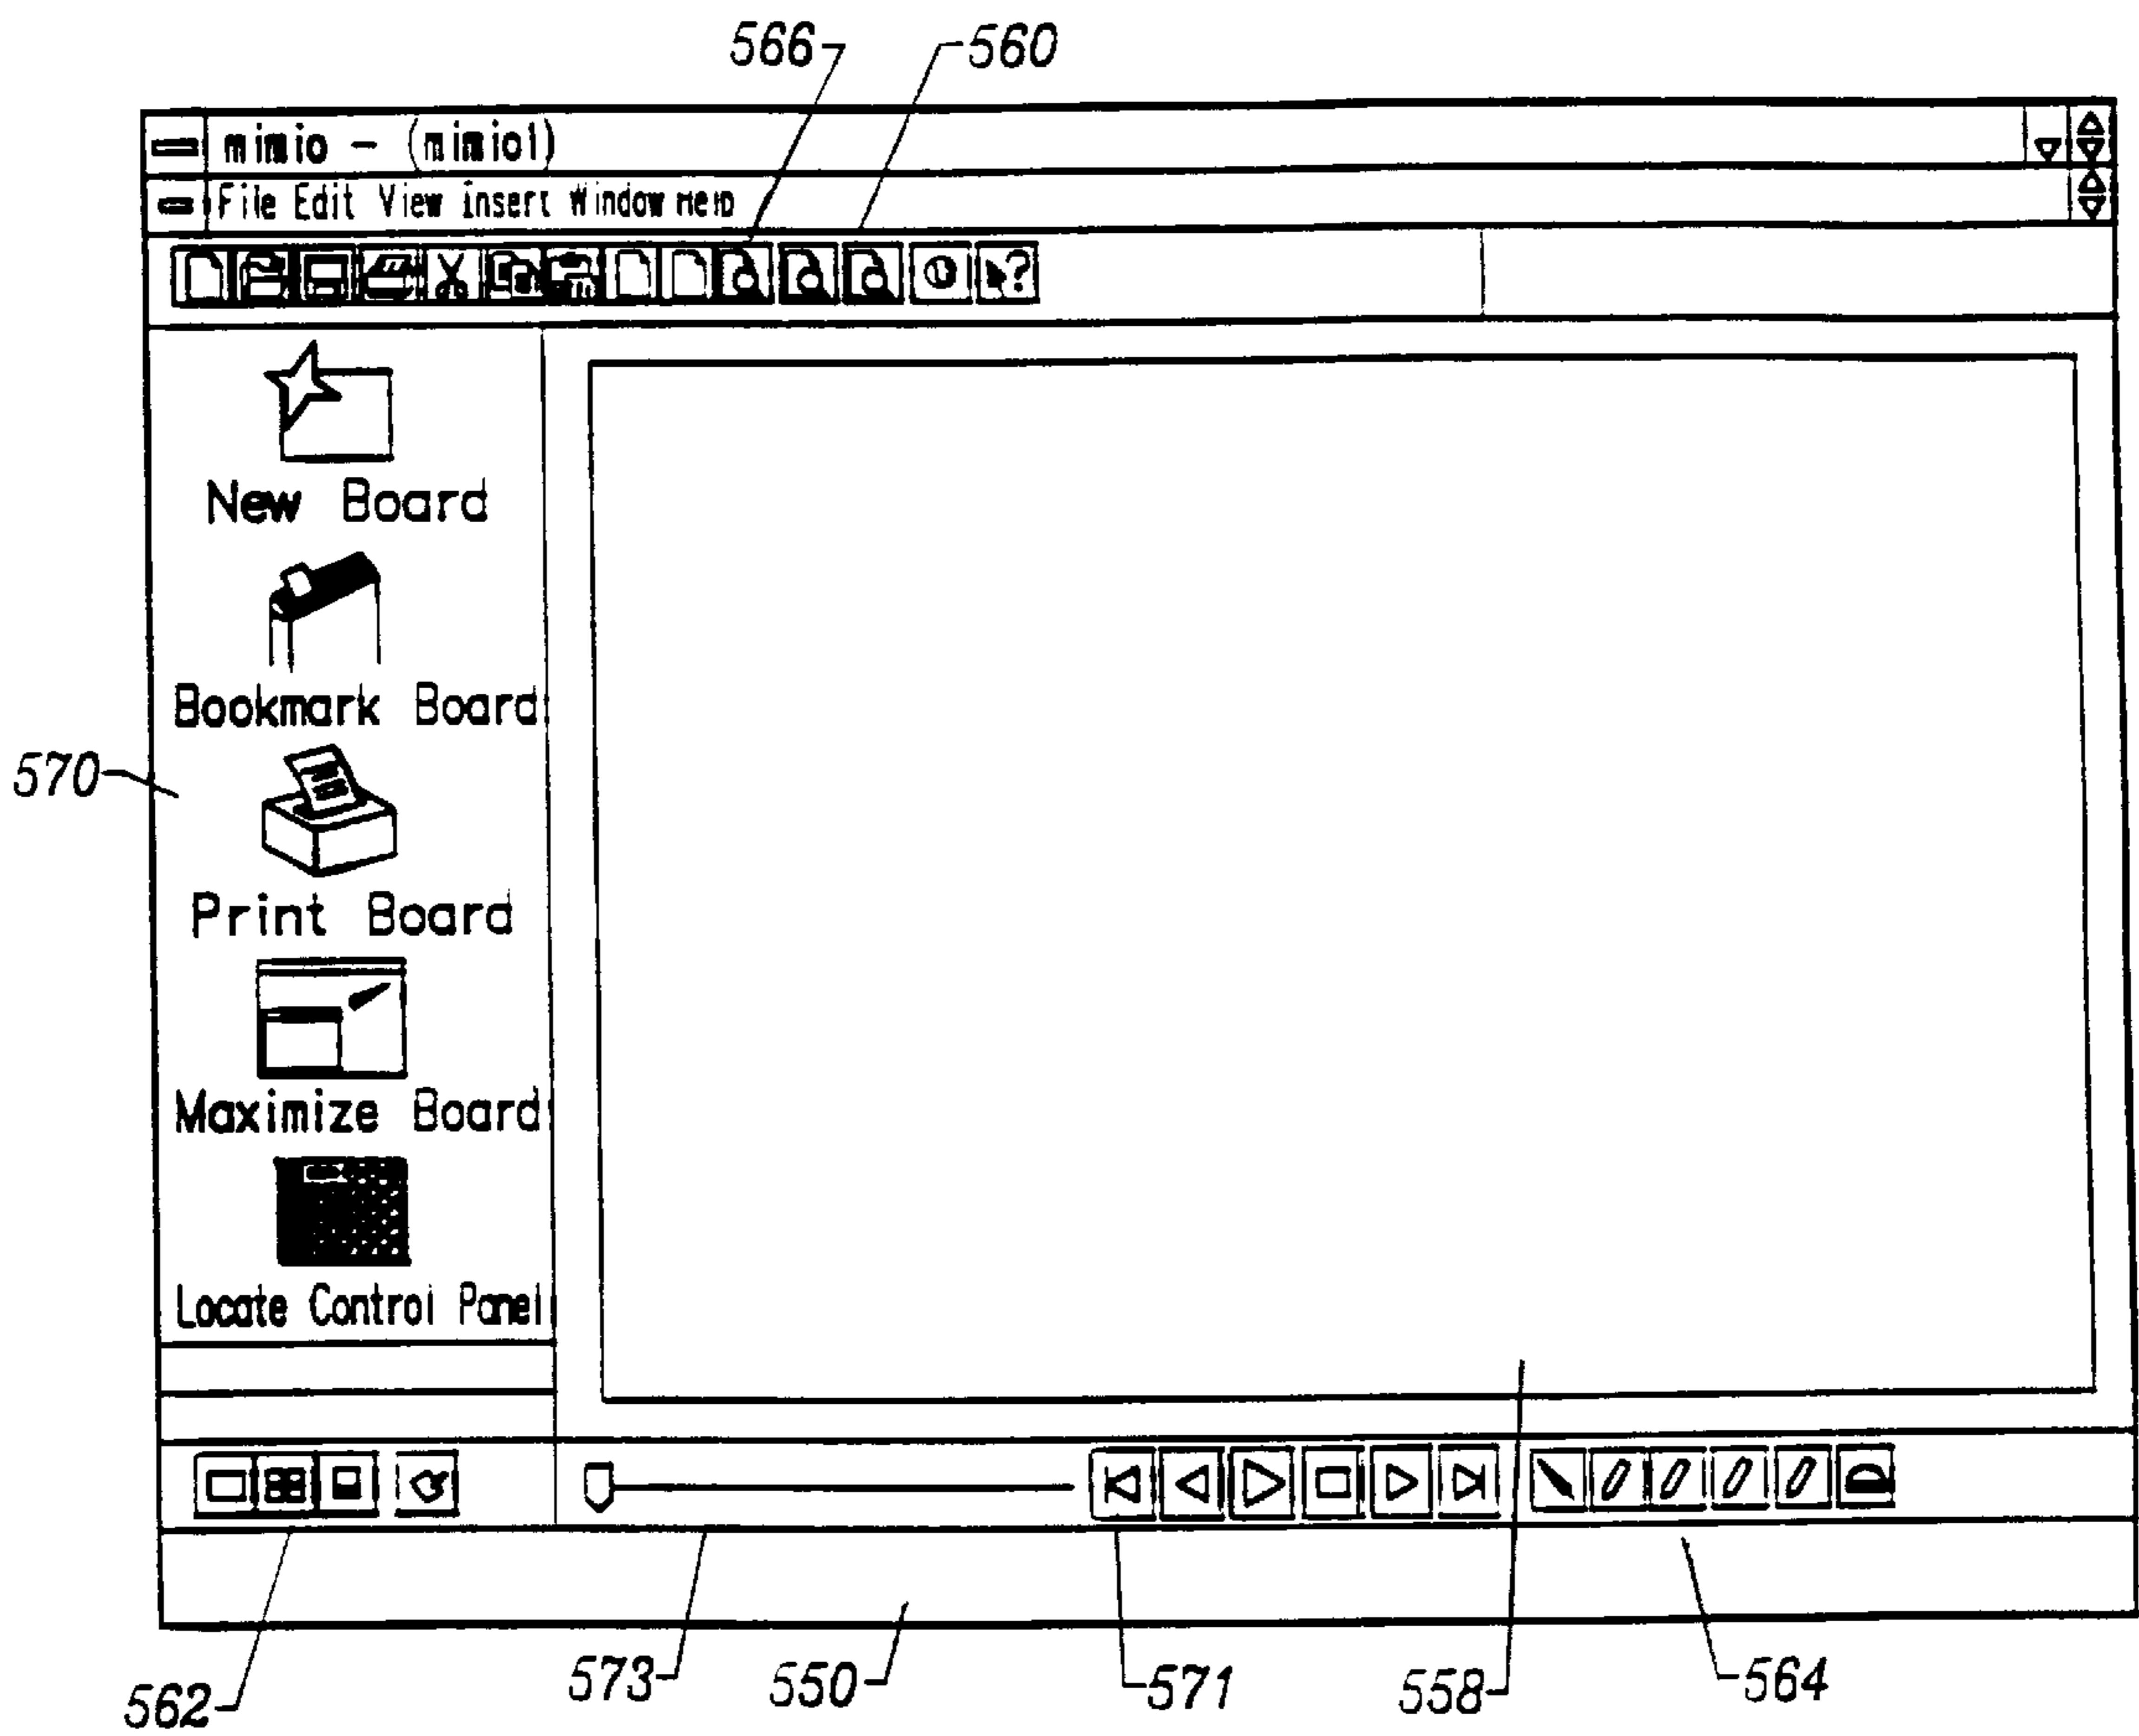 566 560
mimio - (mimio1)
File Edit View Insert Window Help
New Board
Bookmark Board
570
Print Board
Maximize Board
Locate Control Panel
562 573 550 571 558 564